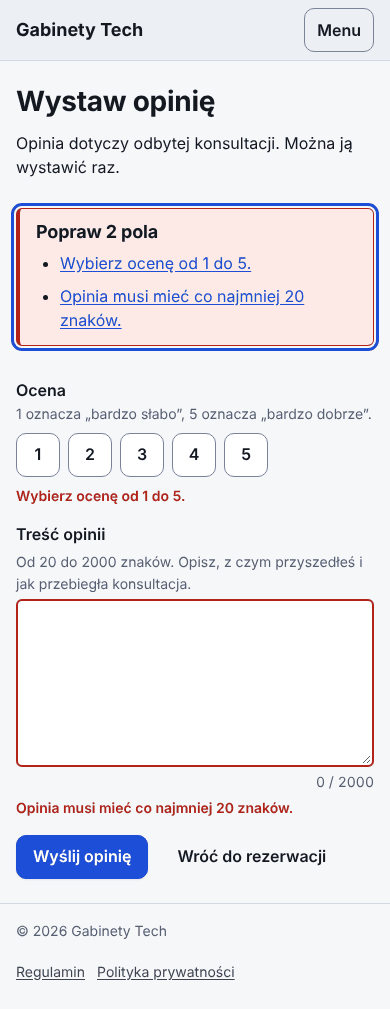 Gabinety Tech
Menu
Wystaw opinię
Opinia dotyczy odbytej konsultacji. Można ją
wystawić raz.
Popraw 2 pola
Wybierz ocenę od 1 do 5.
Opinia musi mieć co najmniej 20
znaków.
Ocena
1 oznacza „bardzo słabo”, 5 oznacza „bardzo dobrze”.
1 2 3 4 5
Wybierz ocenę od 1 do 5.
Treść opinii
Od 20 do 2000 znaków. Opisz, z czym przyszedłeś i
jak przebiegła konsultacja.
0 / 2000
Opinia musi mieć co najmniej 20 znaków.
Wyślij opinię Wróć do rezerwacji
© 2026 Gabinety Tech
Regulamin Polityka prywatności